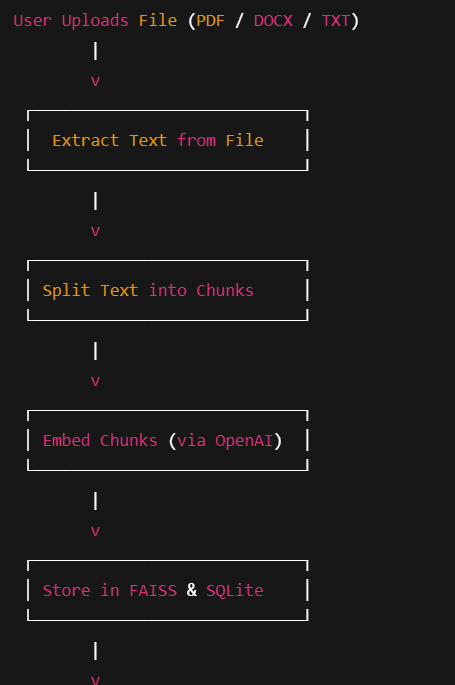 User Uploads File (PDF / DOCX / TXT)
|
v
Extract Text from File
|
v
Split Text into Chunks
|
v
Embed Chunks (via OpenAI)
|
v
Store in FAISS & SQLite
|
v